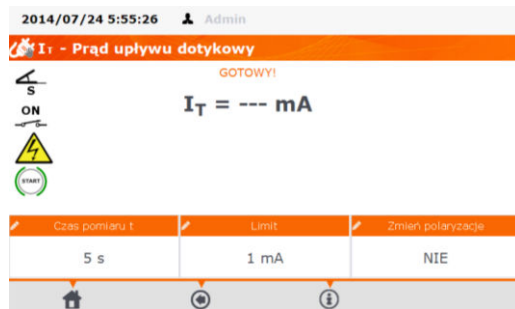 2014/07/24 5:55:26 Admin
IT - Prąd upływu dotykowy
GOTOWY!
IT = --- mA
S
ON
START
Czas pomiaru t Limit Zmień polaryzacje
5 s 1 mA NIE